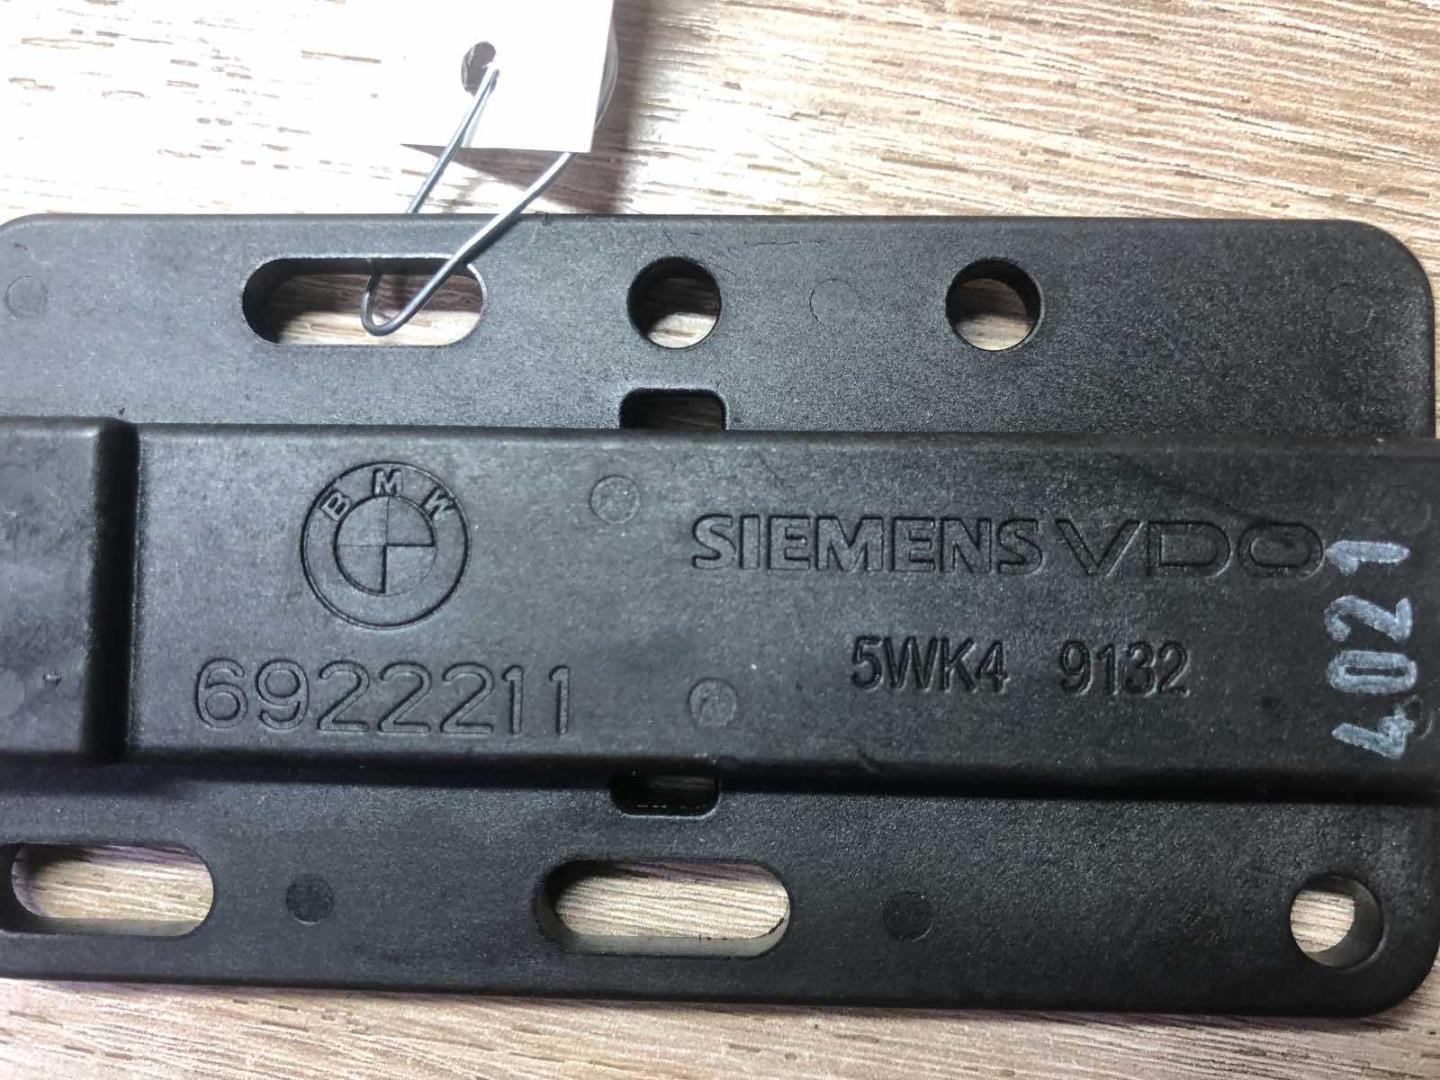 BMW
SIEMENS VDO
6922211
5WK4 9132
4021